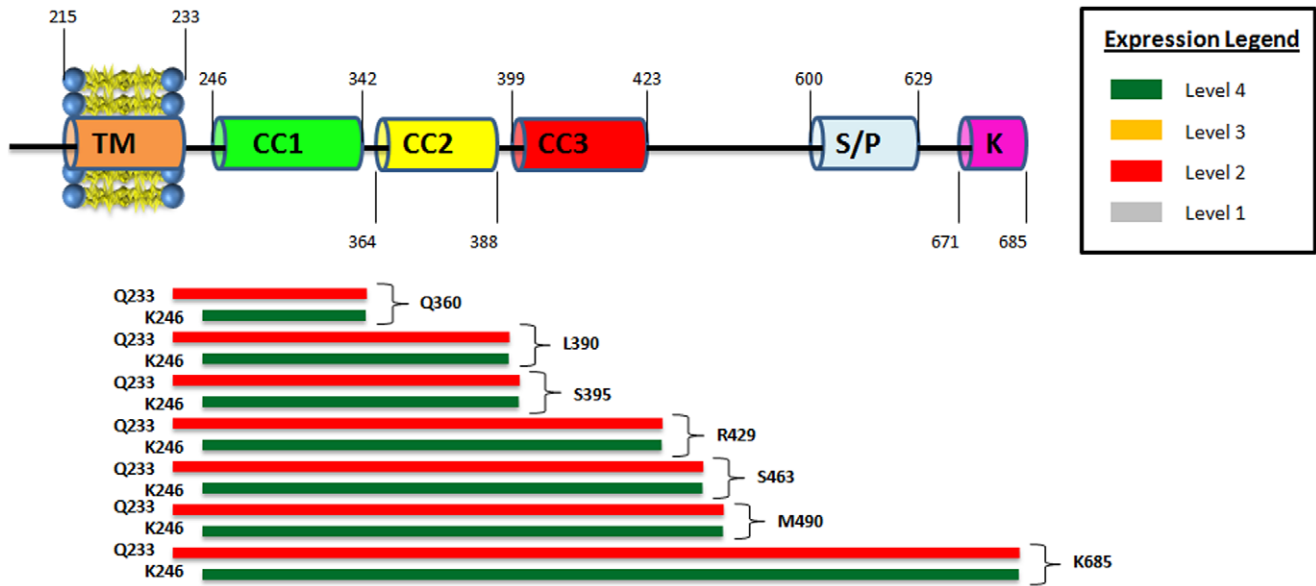 215 233
246 342 399 423 600 629
TM CC1 CC2 CC3 S/P K
364 388 671 685
Expression Legend
Level 4
Level 3
Level 2
Level 1
Q233
K246
Q360
Q233
K246
L390
Q233
K246
S395
Q233
K246
R429
Q233
K246
S463
Q233
K246
M490
Q233
K246
K685